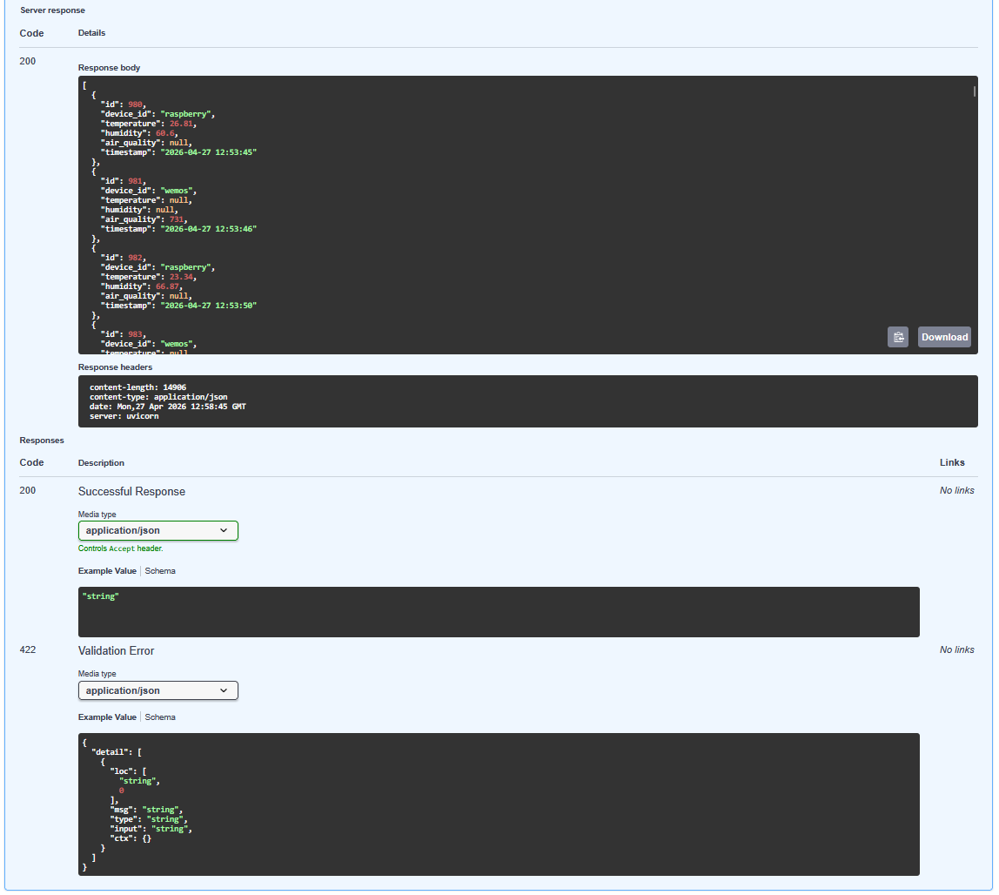 Server response
Code Details
200
Response body
[
  {
    "id": 980,
    "device_id": "raspberry",
    "temperature": 26.81,
    "humidity": 60.6,
    "air_quality": null,
    "timestamp": "2026-04-27 12:53:45"
  },
  {
    "id": 981,
    "device_id": "wemos",
    "temperature": null,
    "humidity": null,
    "air_quality": 731,
    "timestamp": "2026-04-27 12:53:46"
  },
  {
    "id": 982,
    "device_id": "raspberry",
    "temperature": 23.34,
    "humidity": 66.87,
    "air_quality": null,
    "timestamp": "2026-04-27 12:53:50"
  },
  {
    "id": 983,
    "device_id": "wemos",
    "temperature": null
Download
Response headers
content-length: 14906
content-type: application/json
date: Mon,27 Apr 2026 12:58:45 GMT
server: uvicorn
Responses
Code Description Links
200 Successful Response No links
Media type
application/json
Controls Accept header.
Example Value Schema
"string"
422 Validation Error No links
Media type
application/json
Example Value Schema
{
  "detail": [
    {
      "loc": [
        "string",
        0
      ],
      "msg": "string",
      "type": "string",
      "input": "string",
      "ctx": {}
    }
  ]
}